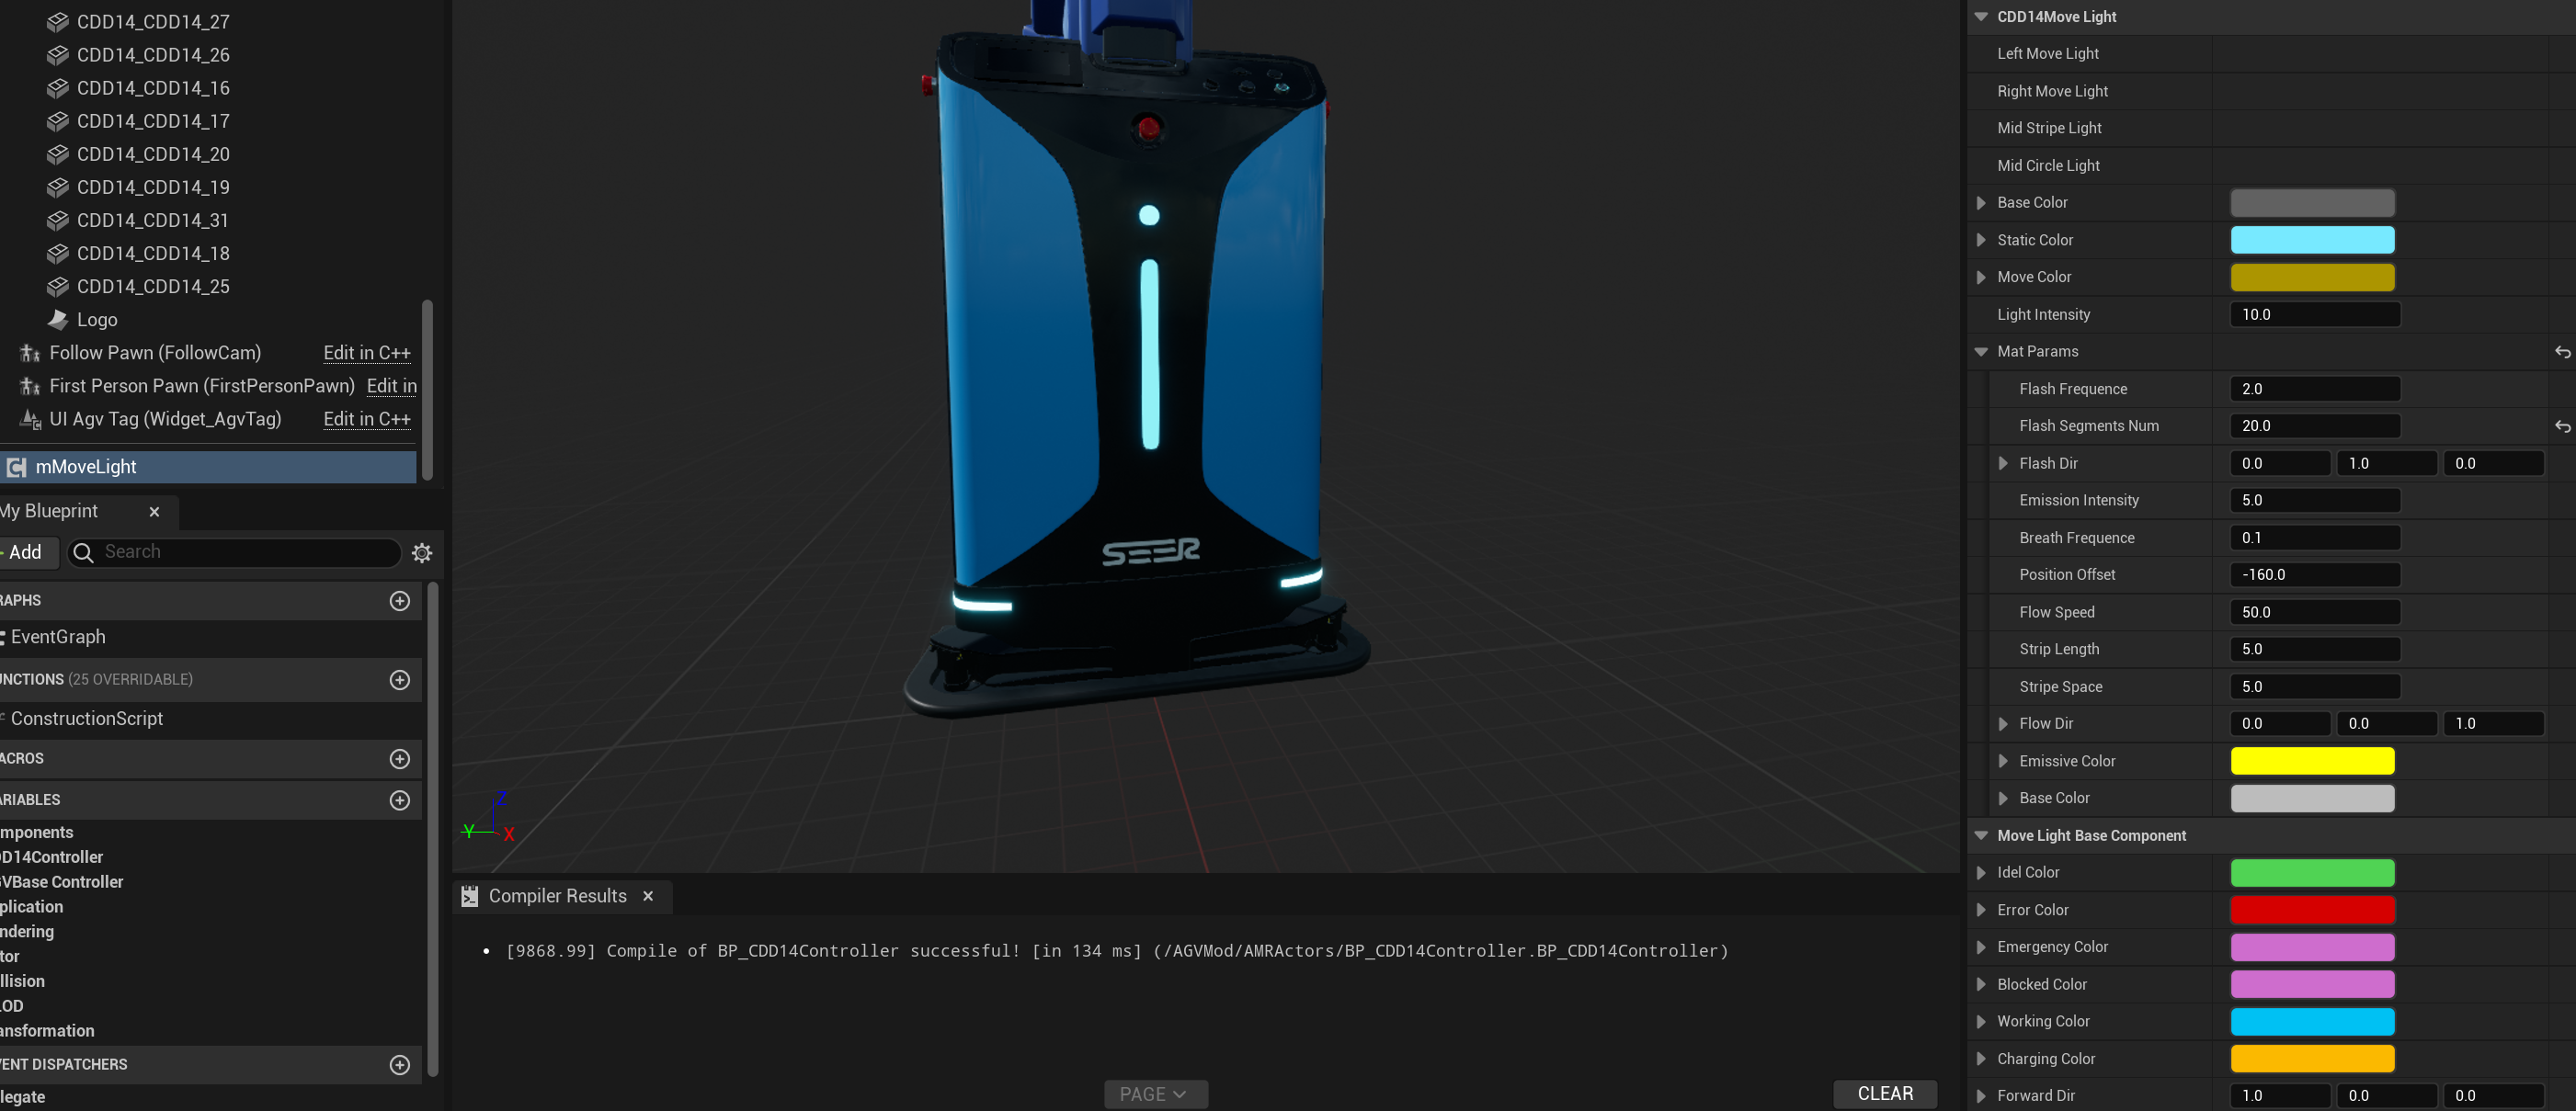 CDD14_CDD14_27
CDD14_CDD14_26
CDD14_CDD14_16
CDD14_CDD14_17
CDD14_CDD14_20
CDD14_CDD14_19
CDD14_CDD14_31
CDD14_CDD14_18
CDD14_CDD14_25
Logo
Follow Pawn (FollowCam) Edit in C++
First Person Pawn (FirstPersonPawn) Edit in
UI Agv Tag (Widget_AgvTag) Edit in C++
mMoveLight
My Blueprint
Add Search
RAPHS
EventGraph
UNCTIONS (25 OVERRIDABLE)
ConstructionScript
ACROS
ARIABLES
mponents
DD14Controller
GVBase Controller
plication
ndering
tor
llision
LOD
ansformation
VENT DISPATCHERS
legate
SEER
Z
Y
X
Compiler Results
[9868.99] Compile of BP_CDD14Controller successful! [in 134 ms] (/AGVMod/AMRActors/BP_CDD14Controller.BP_CDD14Controller)
PAGE
CLEAR
CDD14Move Light
Left Move Light
Right Move Light
Mid Stripe Light
Mid Circle Light
Base Color
Static Color
Move Color
Light Intensity 10.0
Mat Params
Flash Frequence 2.0
Flash Segments Num 20.0
Flash Dir 0.0 1.0 0.0
Emission Intensity 5.0
Breath Frequence 0.1
Position Offset -160.0
Flow Speed 50.0
Strip Length 5.0
Stripe Space 5.0
Flow Dir 0.0 0.0 1.0
Emissive Color
Base Color
Move Light Base Component
Idel Color
Error Color
Emergency Color
Blocked Color
Working Color
Charging Color
Forward Dir 1.0 0.0 0.0